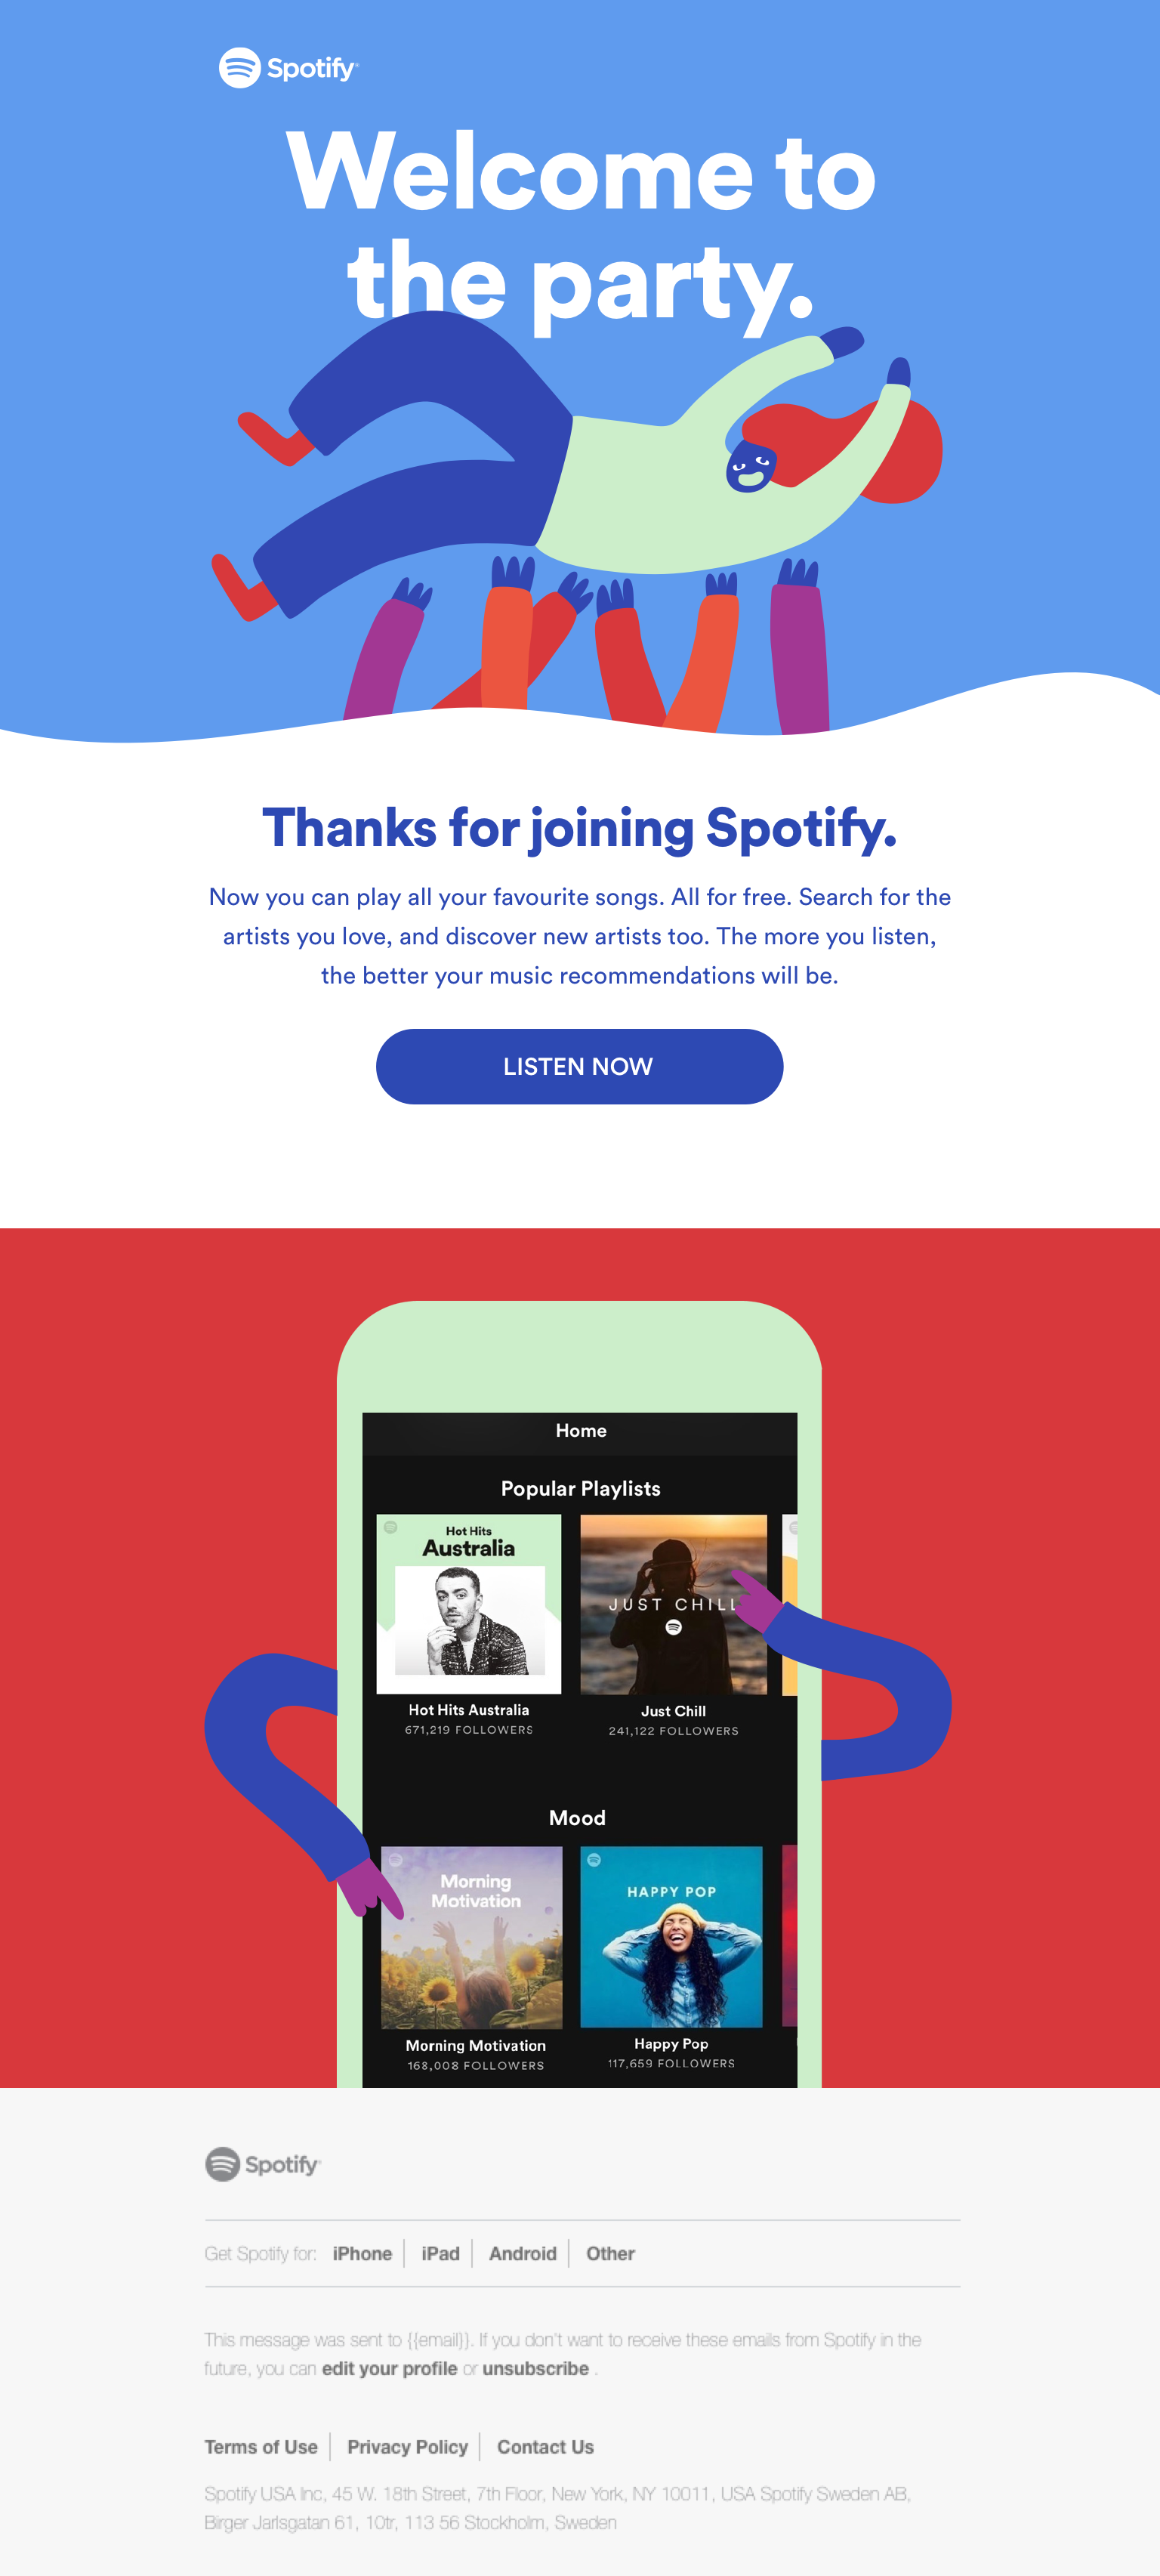 Spotify
Welcome to
the party.
Thanks for joining Spotify.
Now you can play all your favourite songs. All for free. Search for the
artists you love, and discover new artists too. The more you listen,
the better your music recommendations will be.
LISTEN NOW
Home
Popular Playlists
Hot Hits
Australia
JUST CHILL
Hot Hits Australia
Just Chill
671,219 FOLLOWERS
241,122 FOLLOWERS
Mood
Morning
Motivation
HAPPY POP
Morning Motivation
Happy Pop
168,008 FOLLOWERS
117,659 FOLLOWERS
Spotify
Get Spotify for: iPhone | iPad | Android | Other
This message was sent to {{email}}. If you don't want to receive these emails from Spotify in the
future, you can edit your profile or unsubscribe .
Terms of Use | Privacy Policy | Contact Us
Spotify USA Inc, 45 W. 18th Street, 7th Floor, New York, NY 10011, USA Spotify Sweden AB,
Birger Jarlsgatan 61, 10tr, 113 56 Stockholm, Sweden